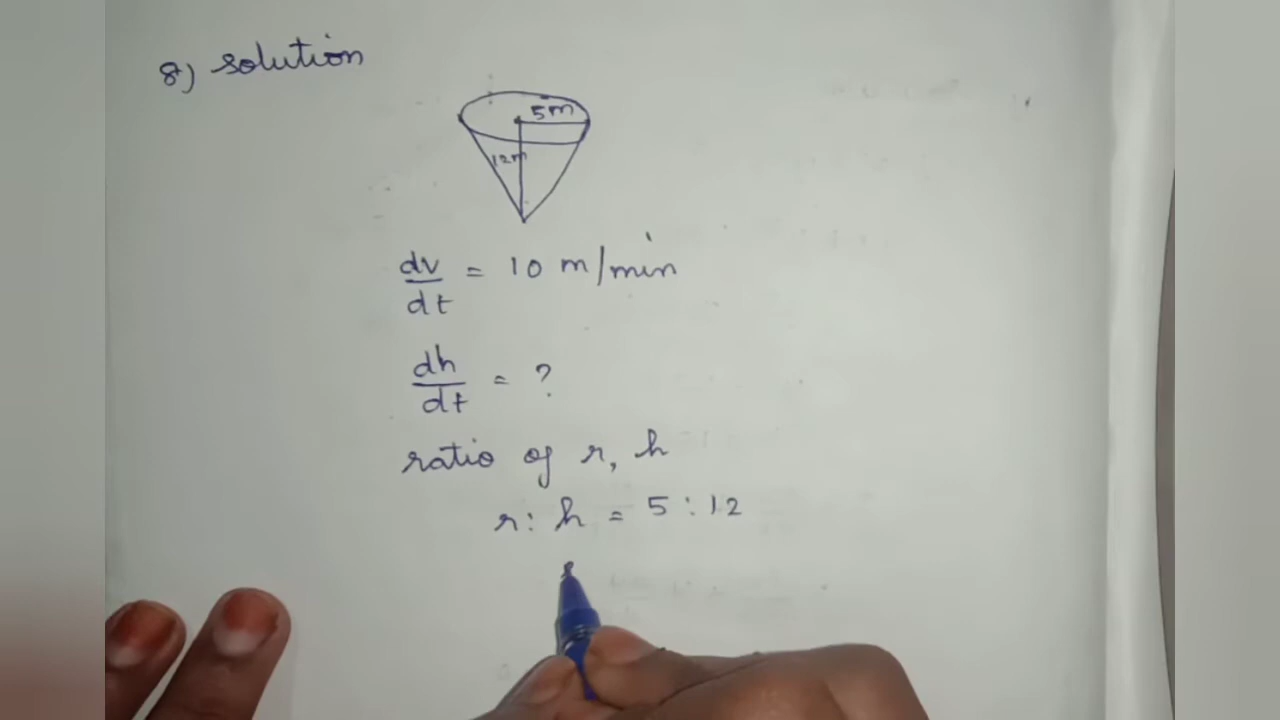 8) solution
5m
12m
dv/dt = 10 m/min
dh/dt = ?
ratio of r, h
r: h = 5:12